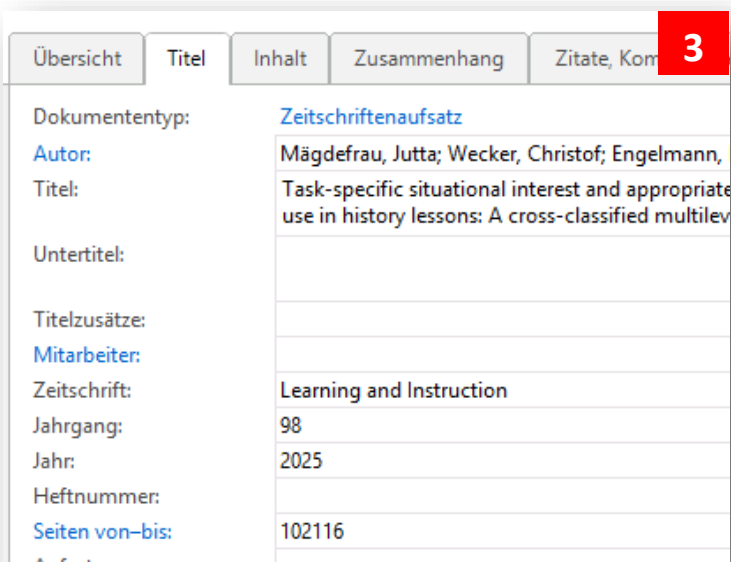 3
Übersicht Titel Inhalt Zusammenhang Zitate, Kom
Dokumententyp: Zeitschriftenaufsatz
Autor: Mägdefrau, Jutta; Wecker, Christof; Engelmann,
Titel: Task-specific situational interest and appropriate
use in history lessons: A cross-classified multilev
Untertitel:
Titelzusätze:
Mitarbeiter:
Zeitschrift: Learning and Instruction
Jahrgang: 98
Jahr: 2025
Heftnummer:
Seiten von–bis: 102116